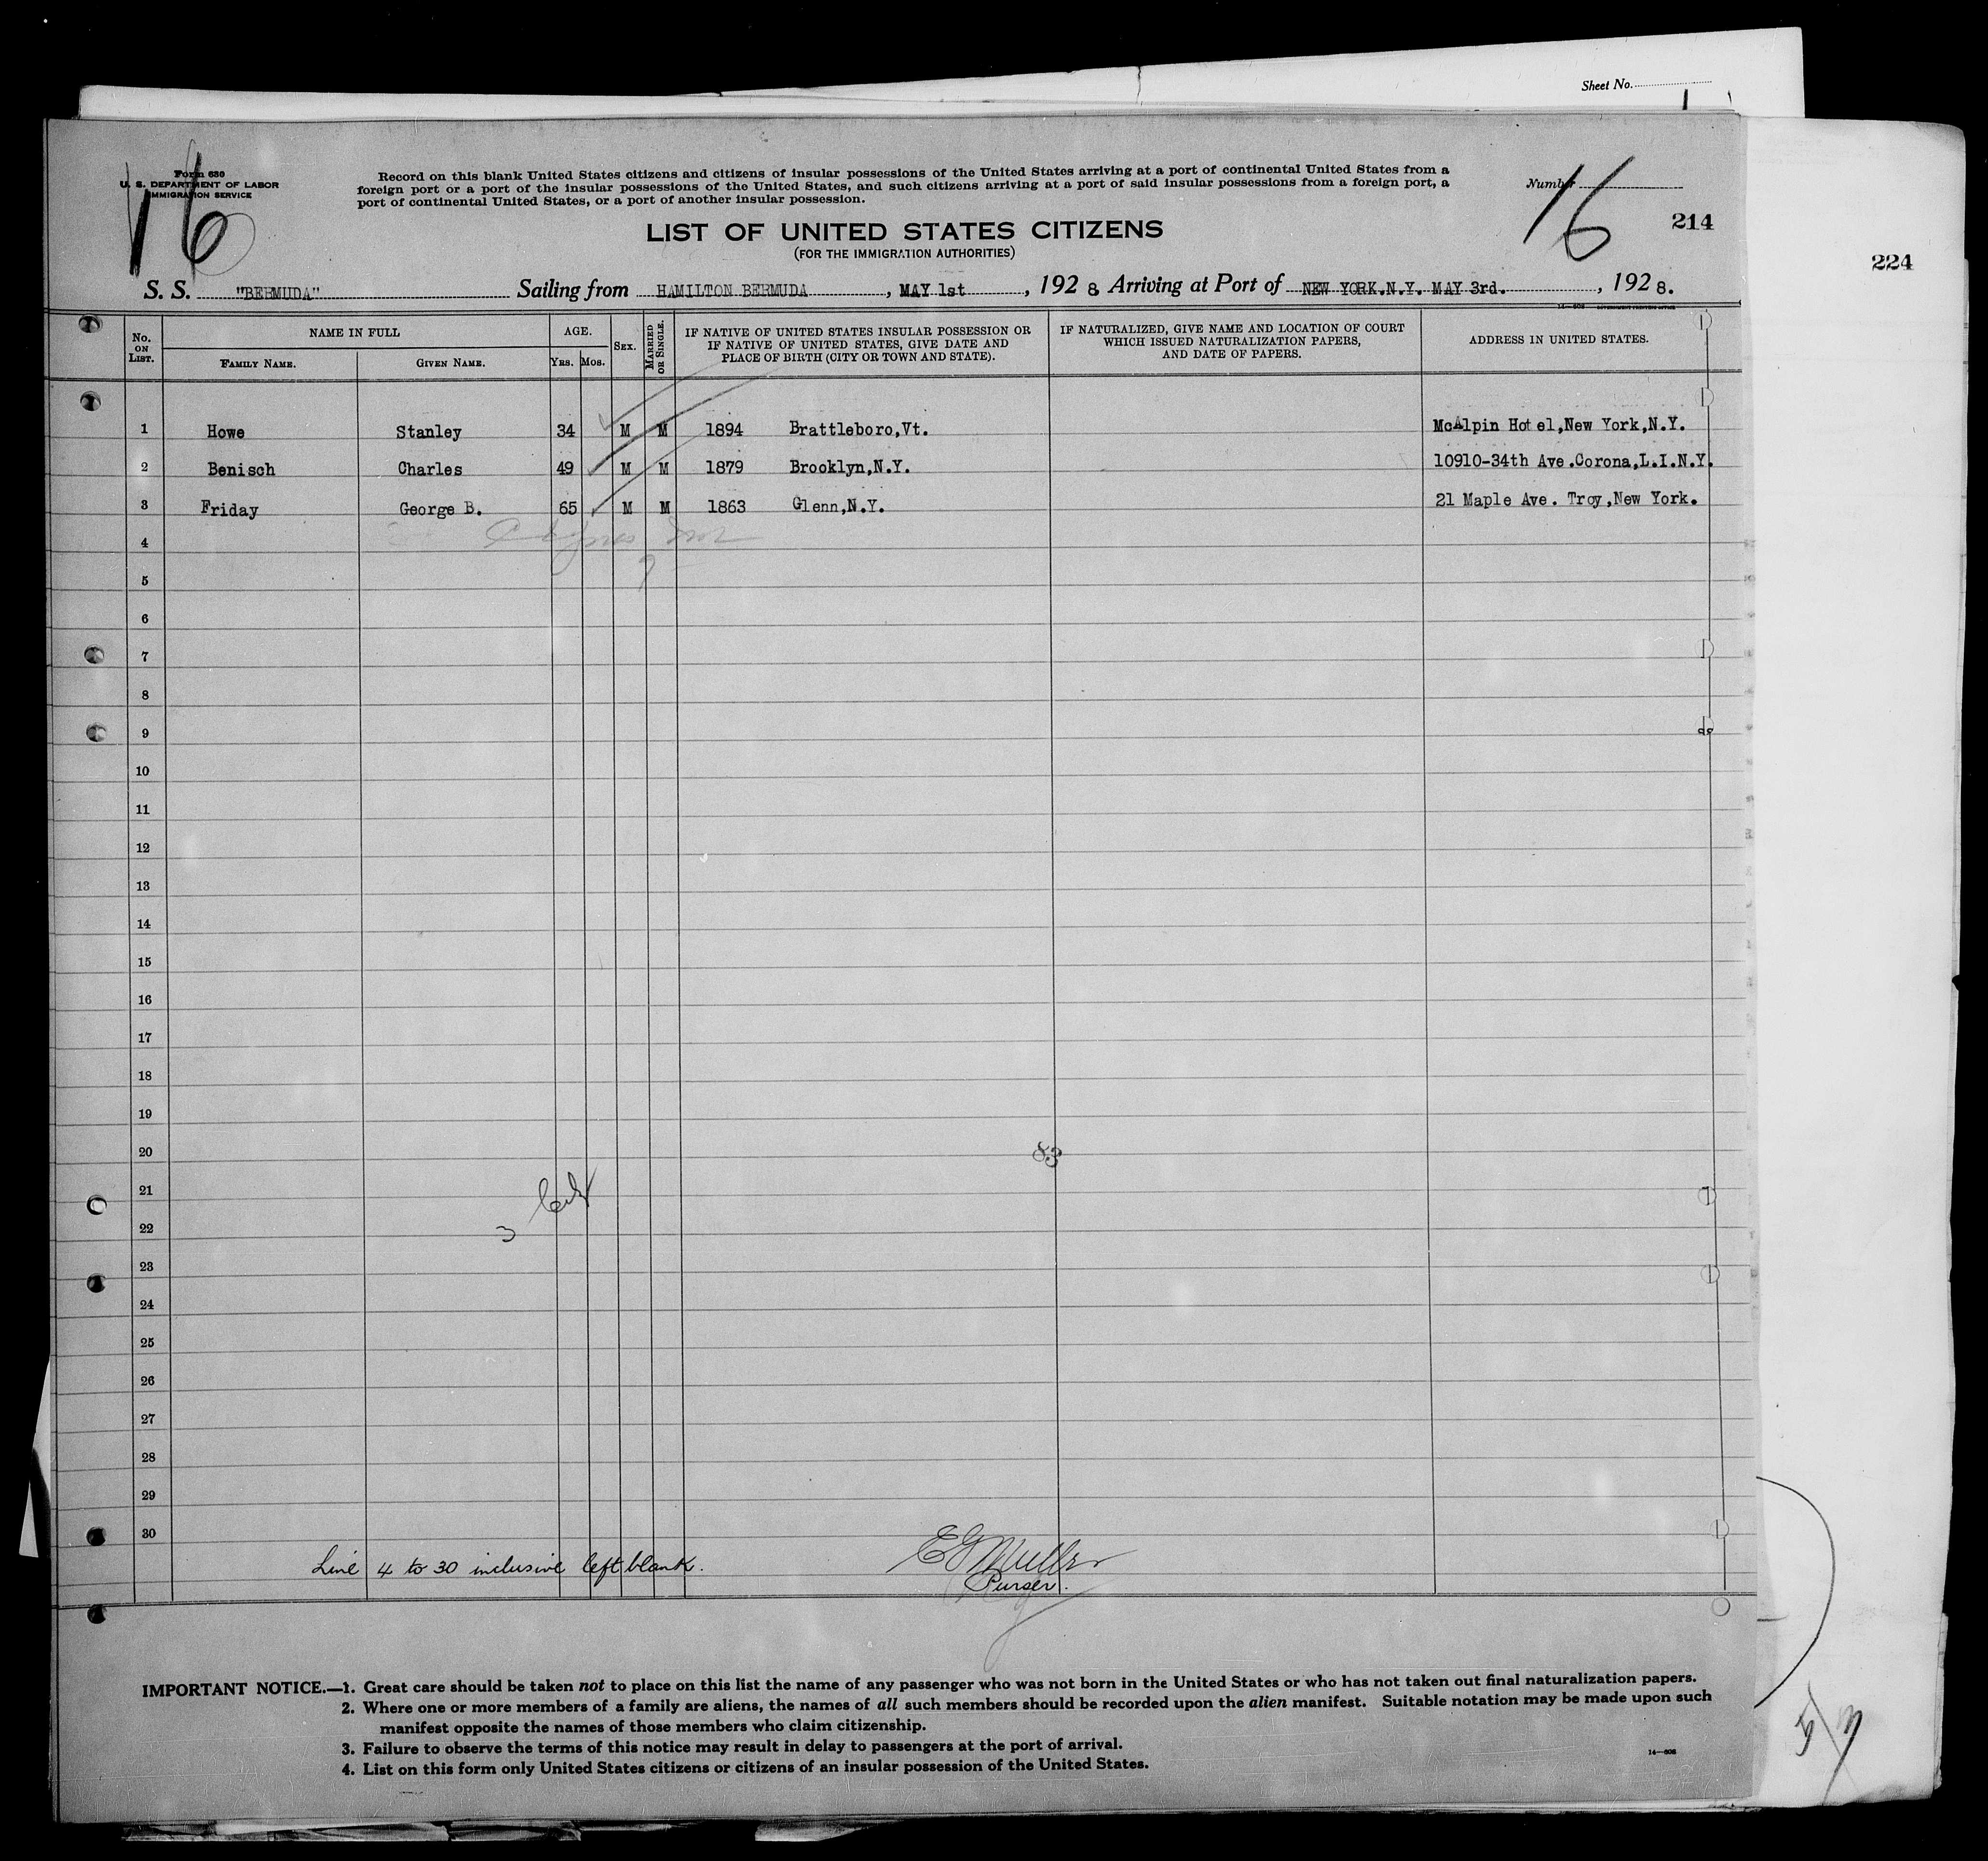 Sheet No.
Form 630
U. S. DEPARTMENT OF LABOR
IMMIGRATION SERVICE
16
Record on this blank United States citizens and citizens of insular possessions of the United States arriving at a port of continental United States from a
foreign port or a port of the insular possessions of the United States, and such citizens arriving at a port of said insular possessions from a foreign port, a
port of continental United States, or a port of another insular possession.
Number
16
214
224
LIST OF UNITED STATES CITIZENS
(FOR THE IMMIGRATION AUTHORITIES)
S. S. "BERMUDA" Sailing from HAMILTON BERMUDA, MAY 1st, 1928 Arriving at Port of NEW YORK.N.Y. MAY 3rd., 1928.
No. ON LIST.
NAME IN FULL
FAMILY NAME.
GIVEN NAME.
AGE.
YRS.
MOS.
SEX.
MARRIED OR SINGLE.
IF NATIVE OF UNITED STATES INSULAR POSSESSION OR
IF NATIVE OF UNITED STATES, GIVE DATE AND
PLACE OF BIRTH (CITY OR TOWN AND STATE).
IF NATURALIZED, GIVE NAME AND LOCATION OF COURT
WHICH ISSUED NATURALIZATION PAPERS,
AND DATE OF PAPERS.
ADDRESS IN UNITED STATES.
1 Howe Stanley 34 M M 1894 Brattleboro,Vt. McAlpin Hotel,New York,N.Y.
2 Benisch Charles 49 M M 1879 Brooklyn,N.Y. 10910-34th Ave.Corona,L.I.N.Y.
3 Friday George B. 65 M M 1863 Glenn,N.Y. 21 Maple Ave. Troy,New York.
4
5
6
7
8
9
10
11
12
13
14
15
16
17
18
19
20
83
21
22
3
23
24
25
26
27
28
29
30
Line 4 to 30 inclusive left blank.
E G Muller
Purser.
IMPORTANT NOTICE.—1. Great care should be taken not to place on this list the name of any passenger who was not born in the United States or who has not taken out final naturalization papers.
2. Where one or more members of a family are aliens, the names of all such members should be recorded upon the alien manifest. Suitable notation may be made upon such
manifest opposite the names of those members who claim citizenship.
3. Failure to observe the terms of this notice may result in delay to passengers at the port of arrival.
4. List on this form only United States citizens or citizens of an insular possession of the United States.